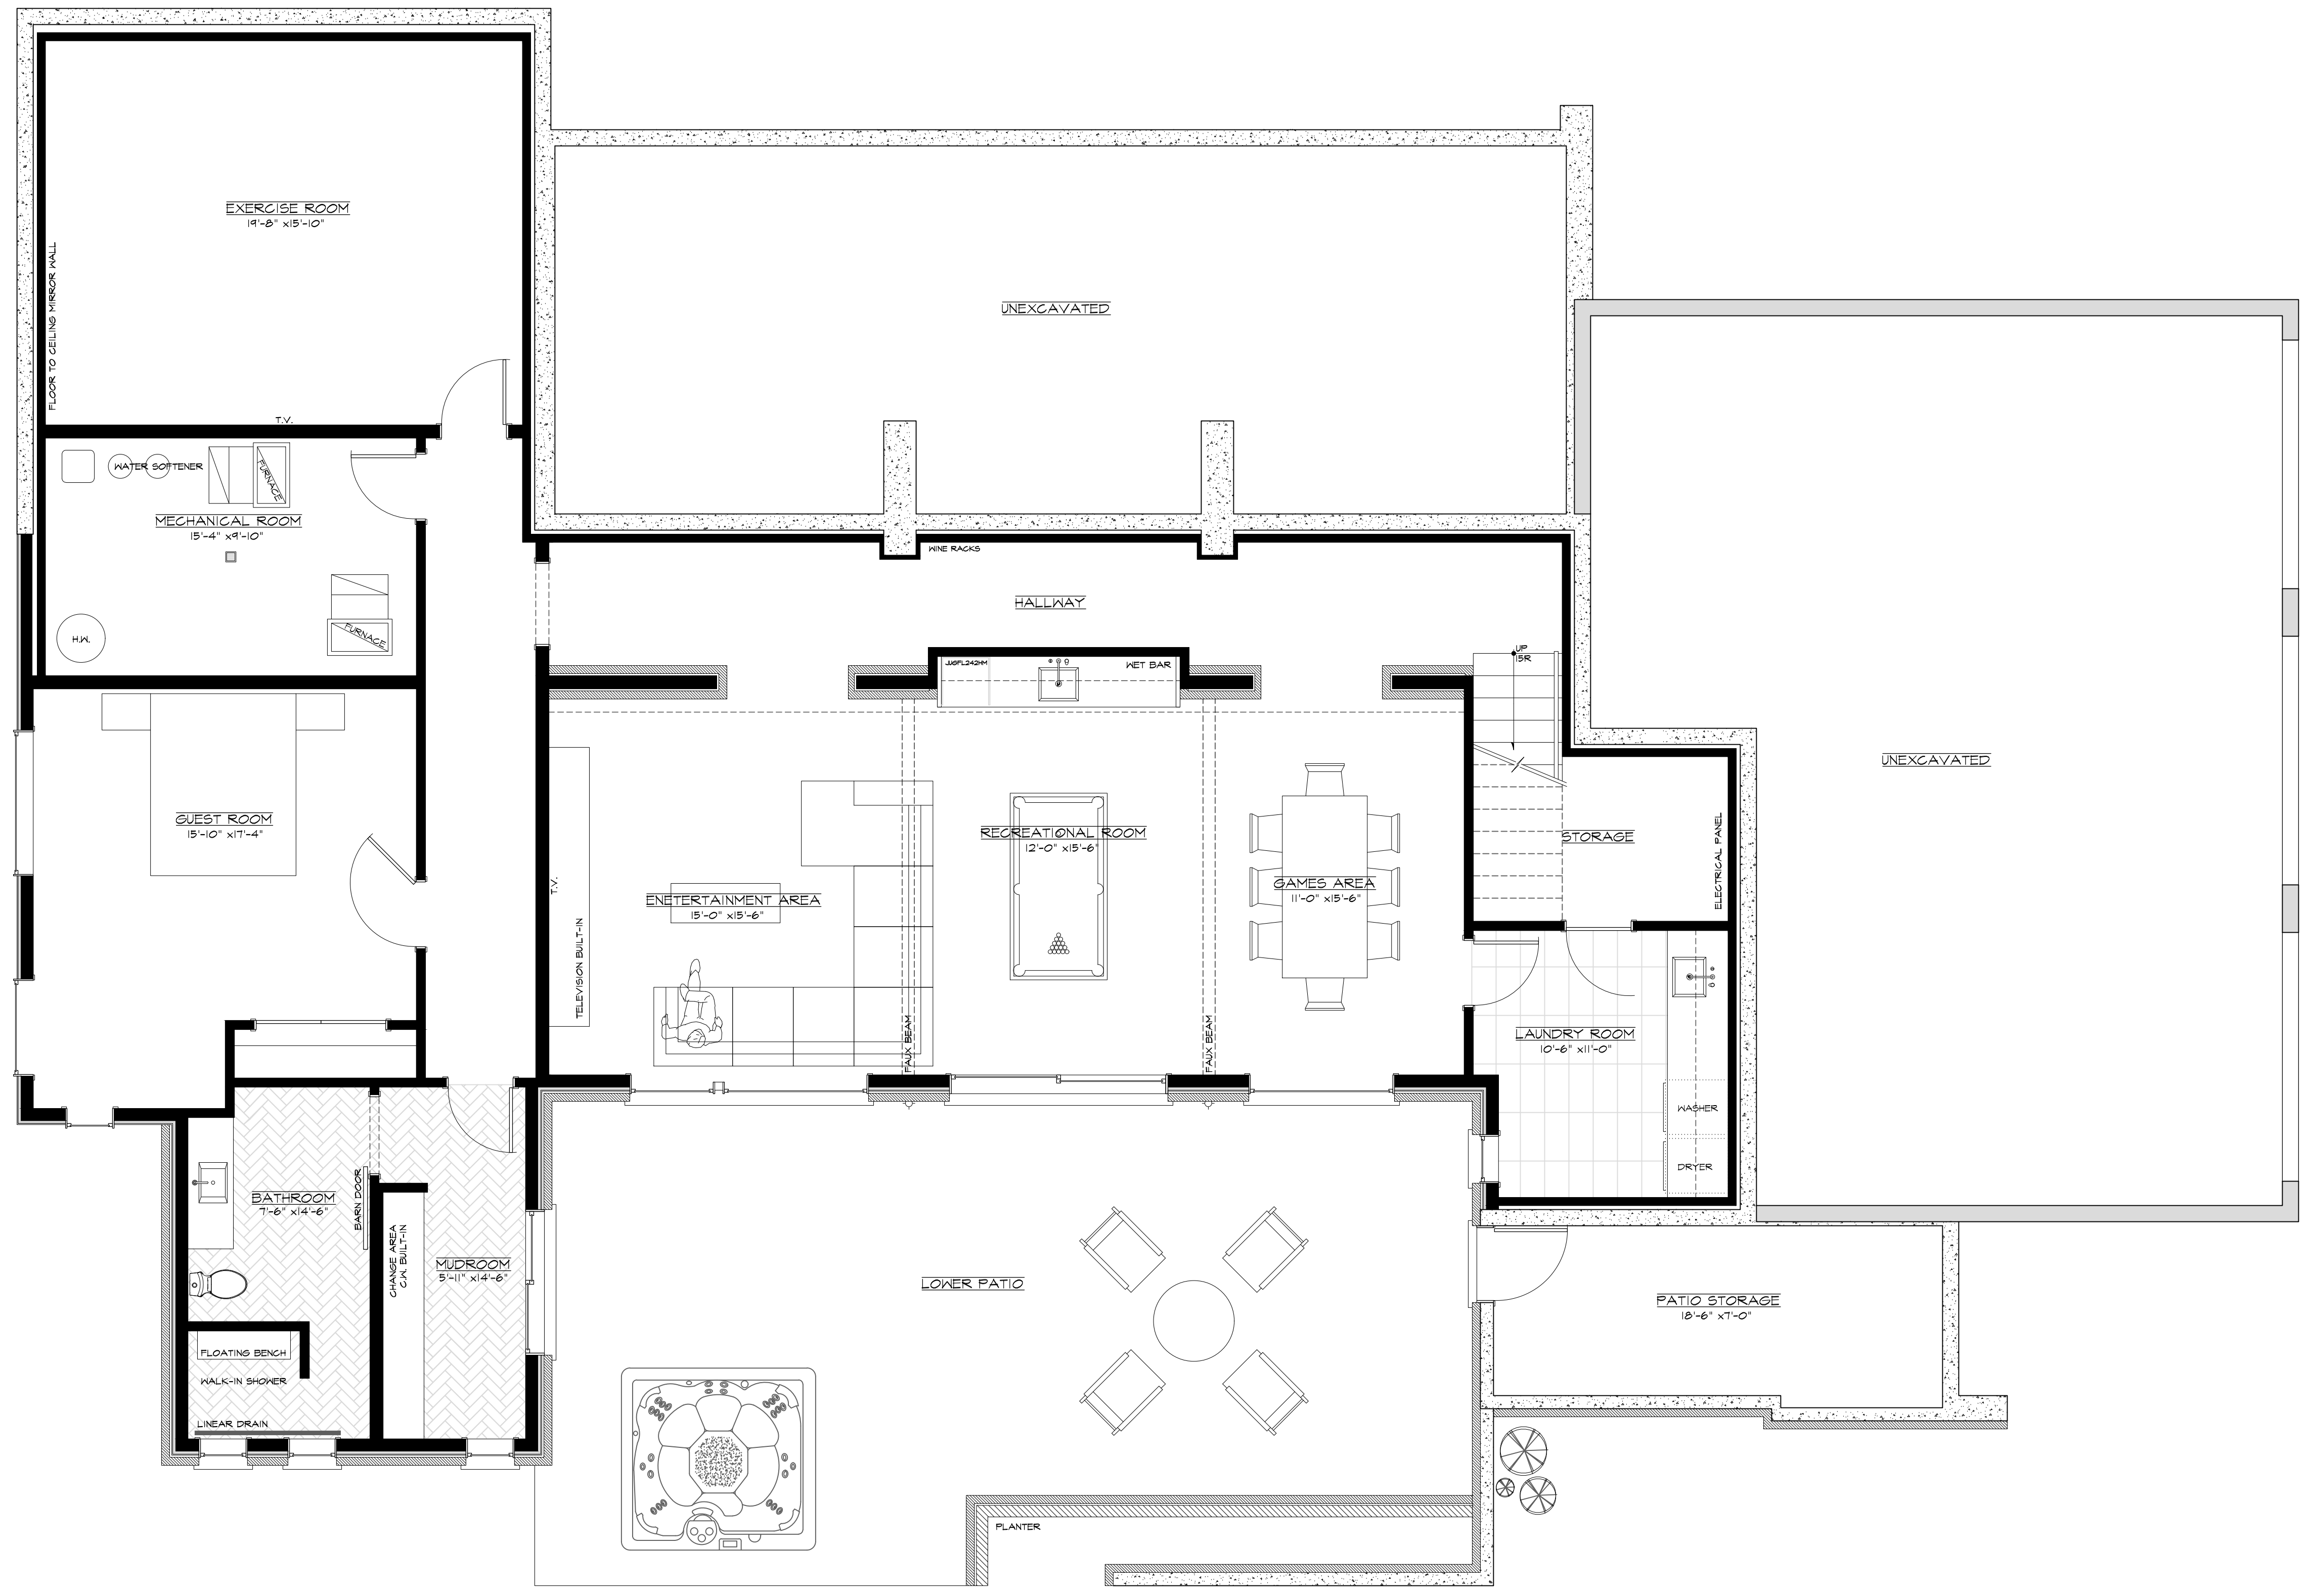 EXERCISE ROOM
19'-8" x15'-10"
FLOOR TO CEILING MIRROR WALL
T.V.
UNEXCAVATED
WATER SOFTENER
FURNACE
MECHANICAL ROOM
15'-4" x9'-10"
H.W.
FURNACE
WINE RACKS
HALLWAY
JUGFL242HM
WET BAR
UP
15R
UNEXCAVATED
GUEST ROOM
15'-10" x17'-4"
RECREATIONAL ROOM
12'-0" x15'-6"
STORAGE
ELECTRICAL PANEL
T.V.
TELEVISION BUILT-IN
ENETERTAINMENT AREA
15'-0" x15'-6"
GAMES AREA
11'-0" x15'-6"
FAUX BEAM
FAUX BEAM
LAUNDRY ROOM
10'-6" x11'-0"
WASHER
DRYER
BATHROOM
7'-6" x14'-6"
BARN DOOR
CHANGE AREA
C.W. BUILT-IN
MUDROOM
5'-11" x14'-6"
LOWER PATIO
PATIO STORAGE
18'-6" x7'-0"
FLOATING BENCH
WALK-IN SHOWER
LINEAR DRAIN
PLANTER